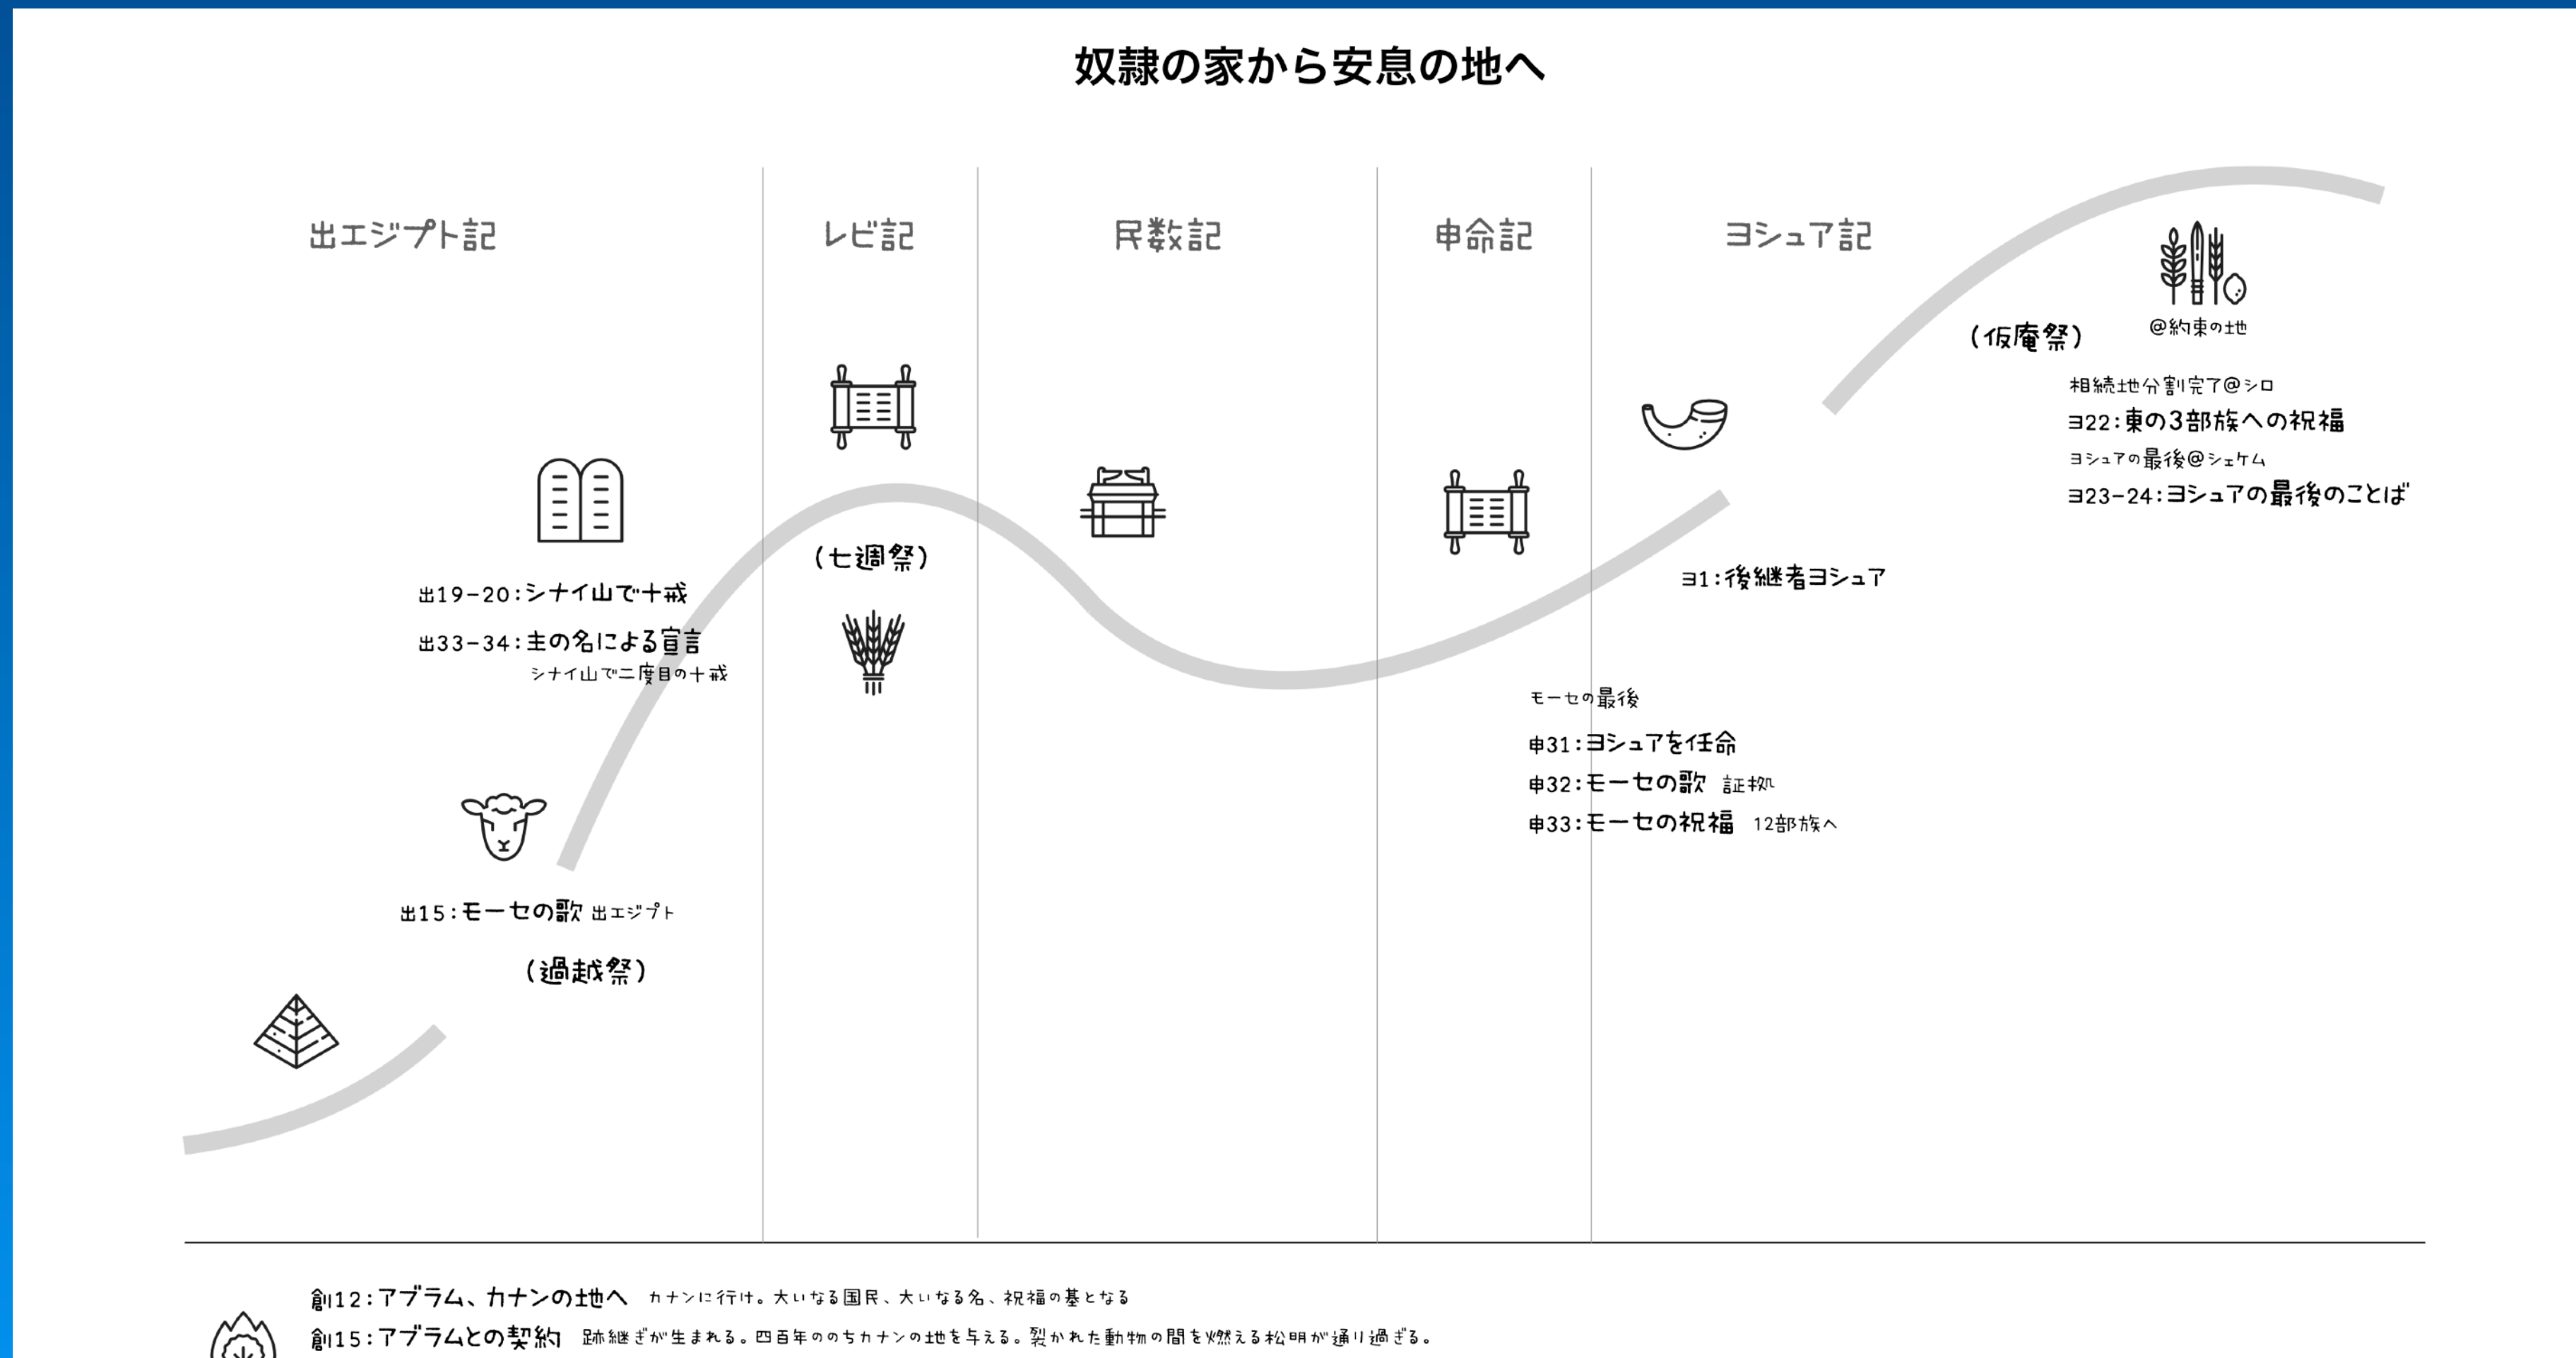 奴隷の家から安息の地へ
出エジプト記
レビ記
民数記
申命記
ヨシュア記
(仮庵祭)
@約束の地
相続地分割完了@シロ
ヨ22:東の3部族への祝福
ヨシュアの最後@シェケム
ヨ23-24:ヨシュアの最後のことば
(七週祭)
ヨ1:後継者ヨシュア
出19-20:シナイ山で十戒
出33-34:主の名による宣言
シナイ山で二度目の十戒
モーセの最後
申31:ヨシュアを任命
申32:モーセの歌 証拠
申33:モーセの祝福 12部族へ
出15:モーセの歌 出エジプト
(過越祭)
創12:アブラム、カナンの地へ カナンに行け。大いなる国民、大いなる名、祝福の基となる
創15:アブラムとの契約 跡継ぎが生まれる。四百年ののちカナンの地を与える。裂かれた動物の間を燃える松明が通り過ぎる。